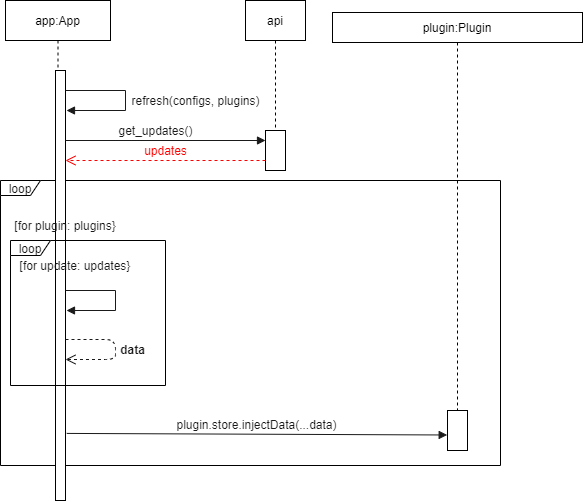 app:App
api
plugin:Plugin
refresh(configs, plugins)
get_updates()
updates
loop
[for plugin: plugins}
loop
[for update: updates}
data
plugin.store.injectData(...data)